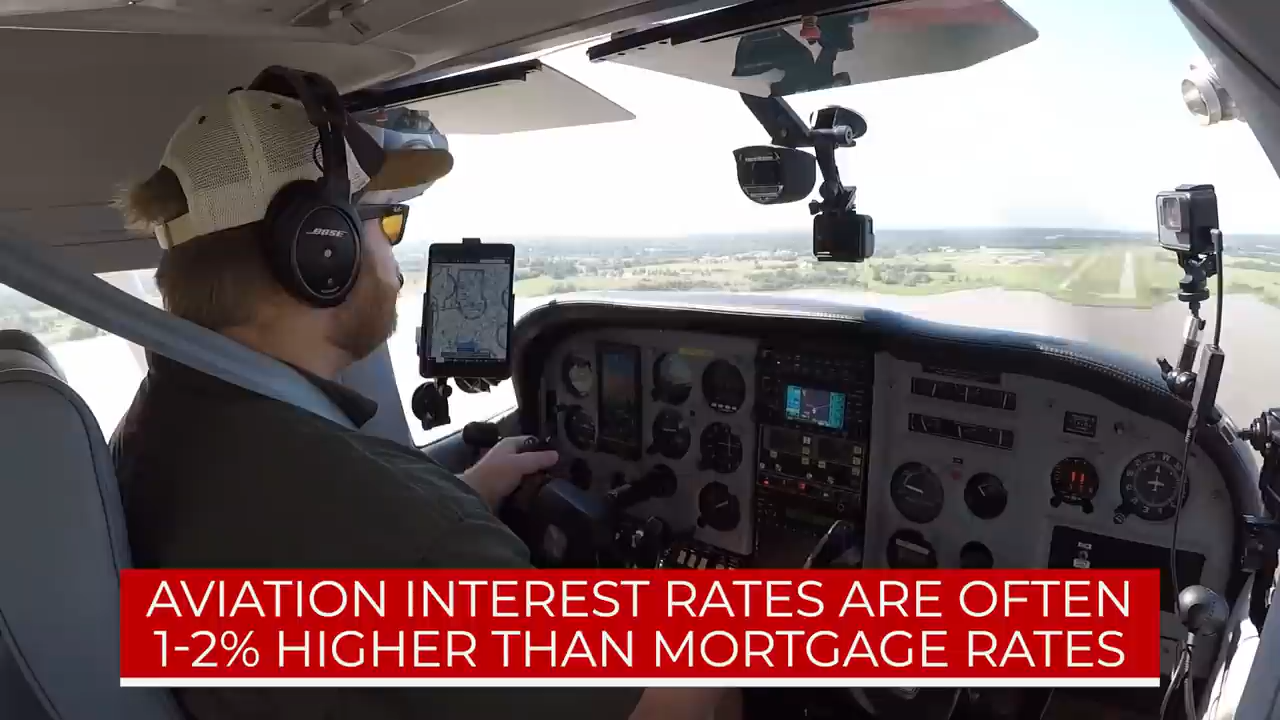 BOSE
AVIATION INTEREST RATES ARE OFTEN
1-2% HIGHER THAN MORTGAGE RATES